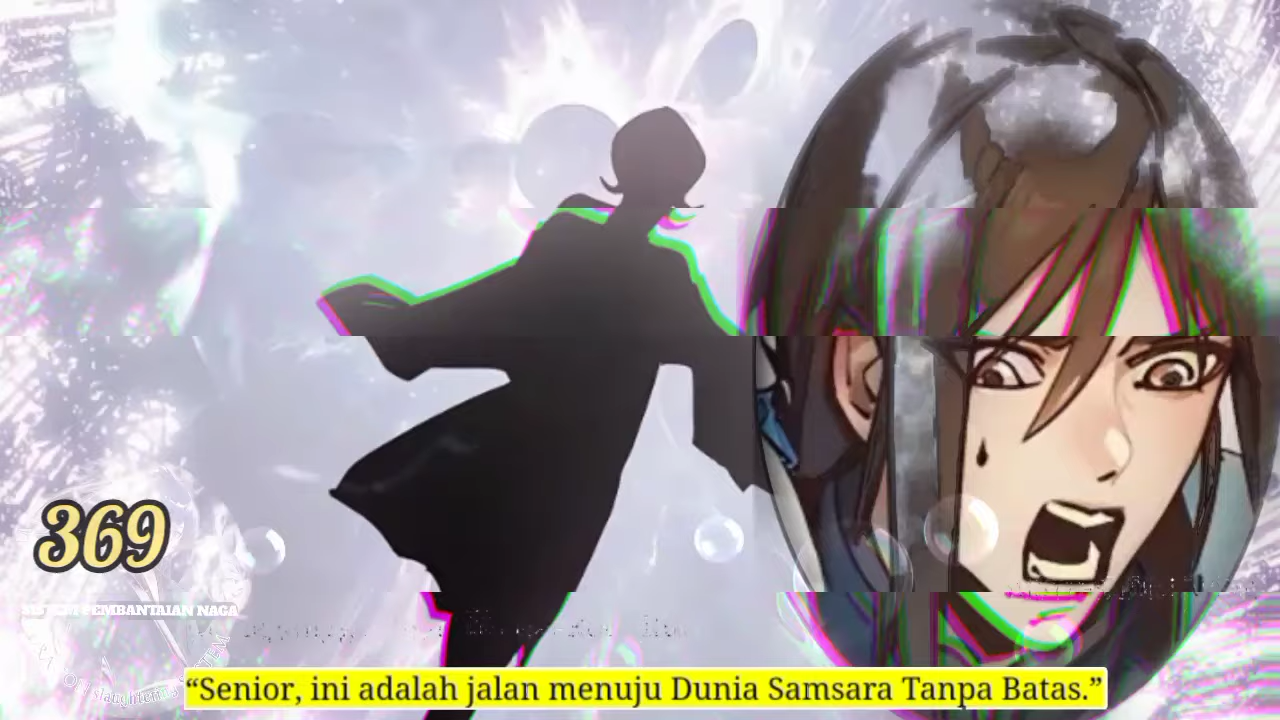 369
SISTEM PEMBANTAIAN NAGA
“Senior, ini adalah jalan menuju Dunia Samsara Tanpa Batas.”